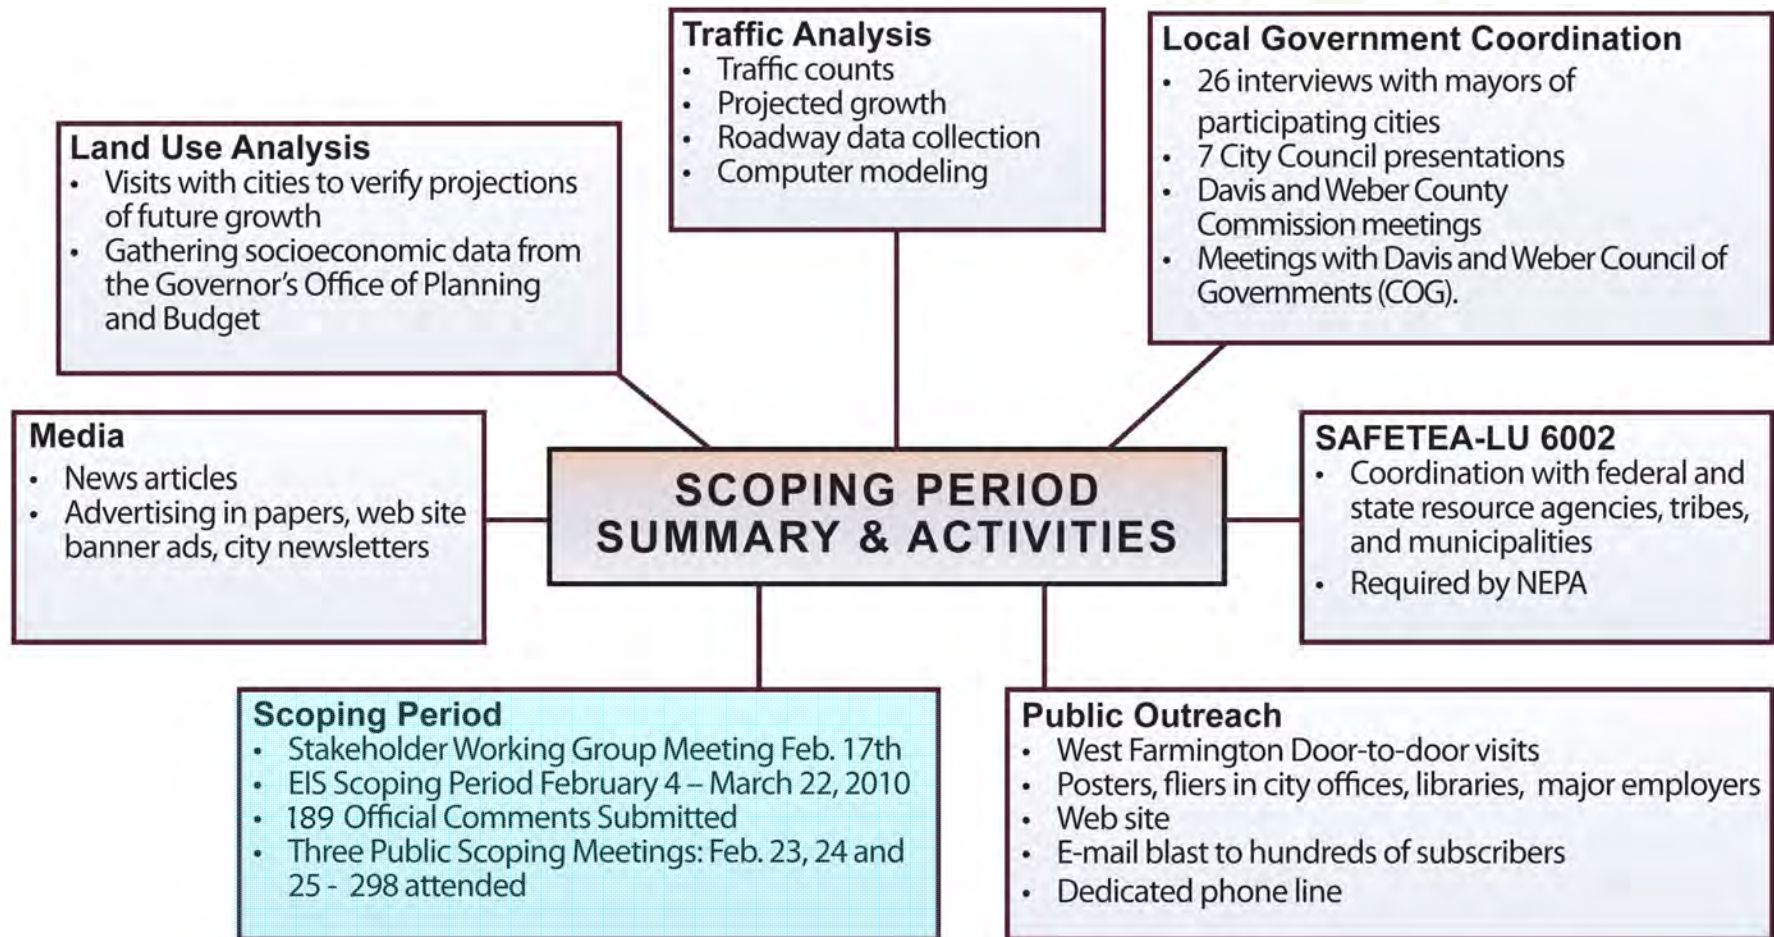 Traffic Analysis
• Traffic counts
• Projected growth
• Roadway data collection
• Computer modeling
Local Government Coordination
• 26 interviews with mayors of
participating cities
• 7 City Council presentations
• Davis and Weber County
Commission meetings
• Meetings with Davis and Weber Council of
Governments (COG).
Land Use Analysis
• Visits with cities to verify projections
of future growth
• Gathering socioeconomic data from
the Governor's Office of Planning
and Budget
Media
• News articles
• Advertising in papers, web site
banner ads, city newsletters
SCOPING PERIOD
SUMMARY & ACTIVITIES
SAFETEA-LU 6002
• Coordination with federal and
state resource agencies, tribes,
and municipalities
• Required by NEPA
Scoping Period
• Stakeholder Working Group Meeting Feb. 17th
• EIS Scoping Period February 4 – March 22, 2010
• 189 Official Comments Submitted
• Three Public Scoping Meetings: Feb. 23, 24 and
25 - 298 attended
Public Outreach
• West Farmington Door-to-door visits
• Posters, fliers in city offices, libraries, major employers
• Web site
• E-mail blast to hundreds of subscribers
• Dedicated phone line